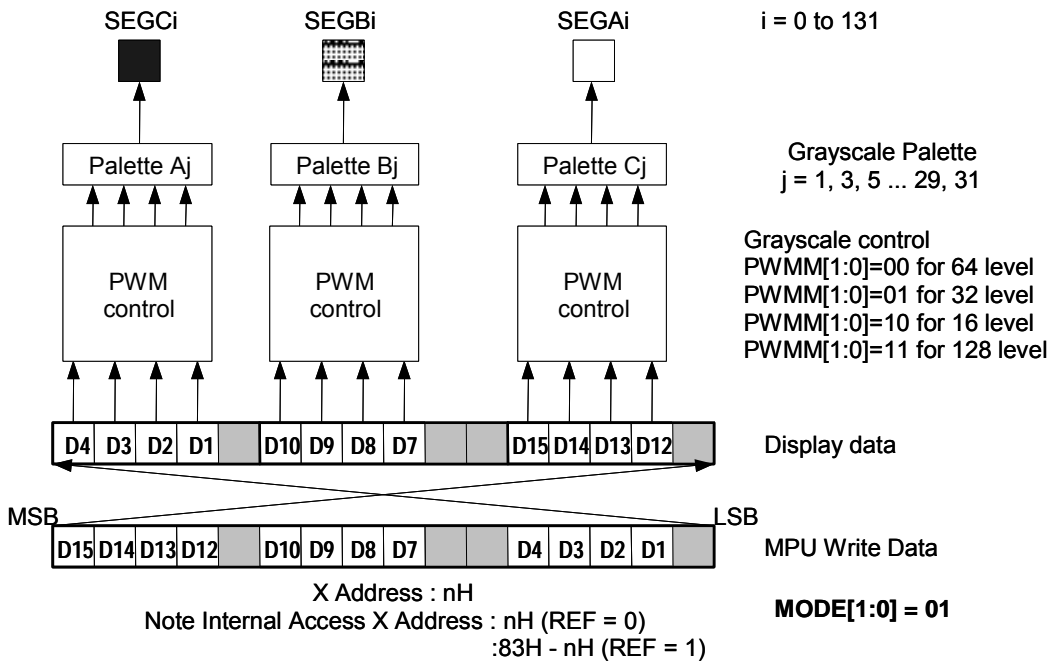 SEGCi SEGBi SEGAi i = 0 to 131
Palette Aj Palette Bj Palette Cj
Grayscale Palette
j = 1, 3, 5 ... 29, 31
PWM control PWM control PWM control
Grayscale control
PWMM[1:0]=00 for 64 level
PWMM[1:0]=01 for 32 level
PWMM[1:0]=10 for 16 level
PWMM[1:0]=11 for 128 level
D4 D3 D2 D1 D10 D9 D8 D7 D15 D14 D13 D12 Display data
MSB LSB
D15 D14 D13 D12 D10 D9 D8 D7 D4 D3 D2 D1 MPU Write Data
X Address : nH
Note Internal Access X Address : nH (REF = 0)
:83H - nH (REF = 1)
MODE[1:0] = 01